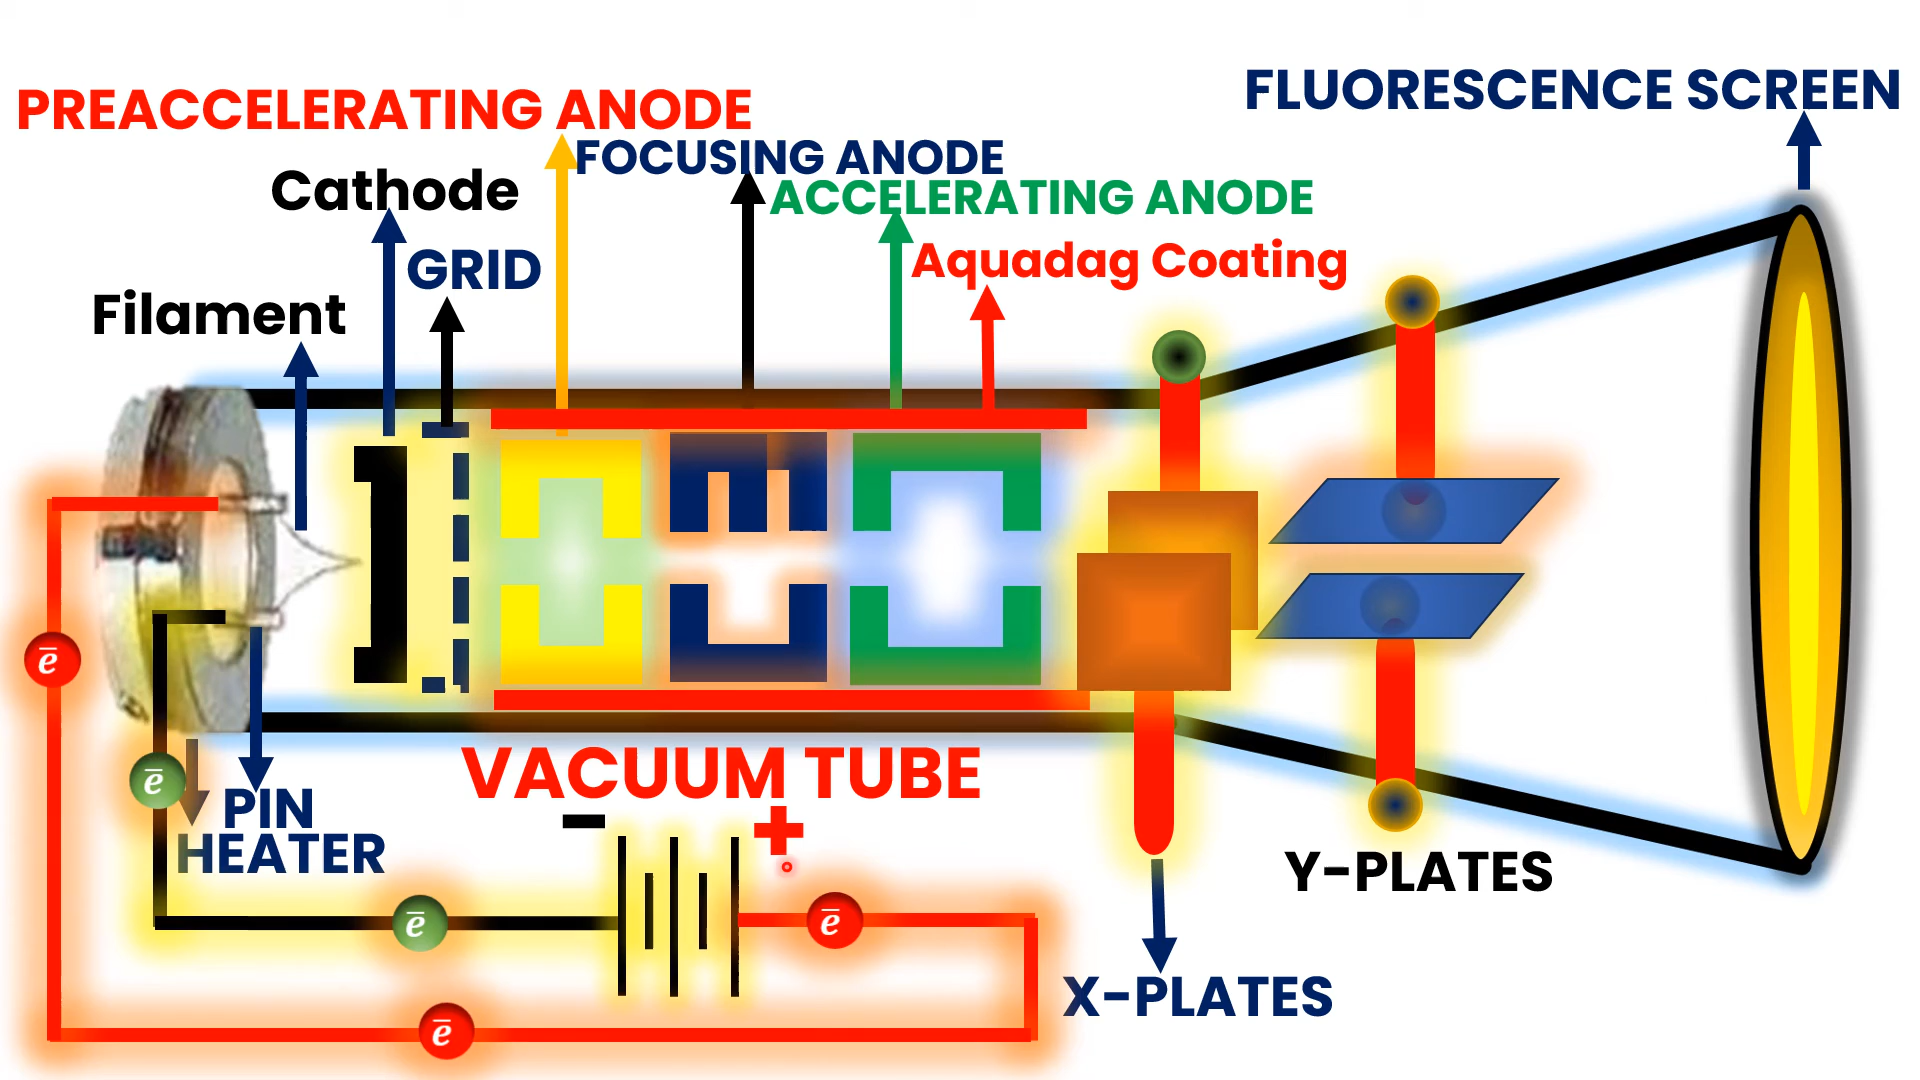 FLUORESCENCE SCREEN
PREACCELERATING ANODE
FOCUSING ANODE
Cathode
ACCELERATING ANODE
GRID
Aquadag Coating
Filament
e̅
VACUUM TUBE
e̅
PIN
HEATER
- +
Y-PLATES
e̅
e̅
X-PLATES
e̅